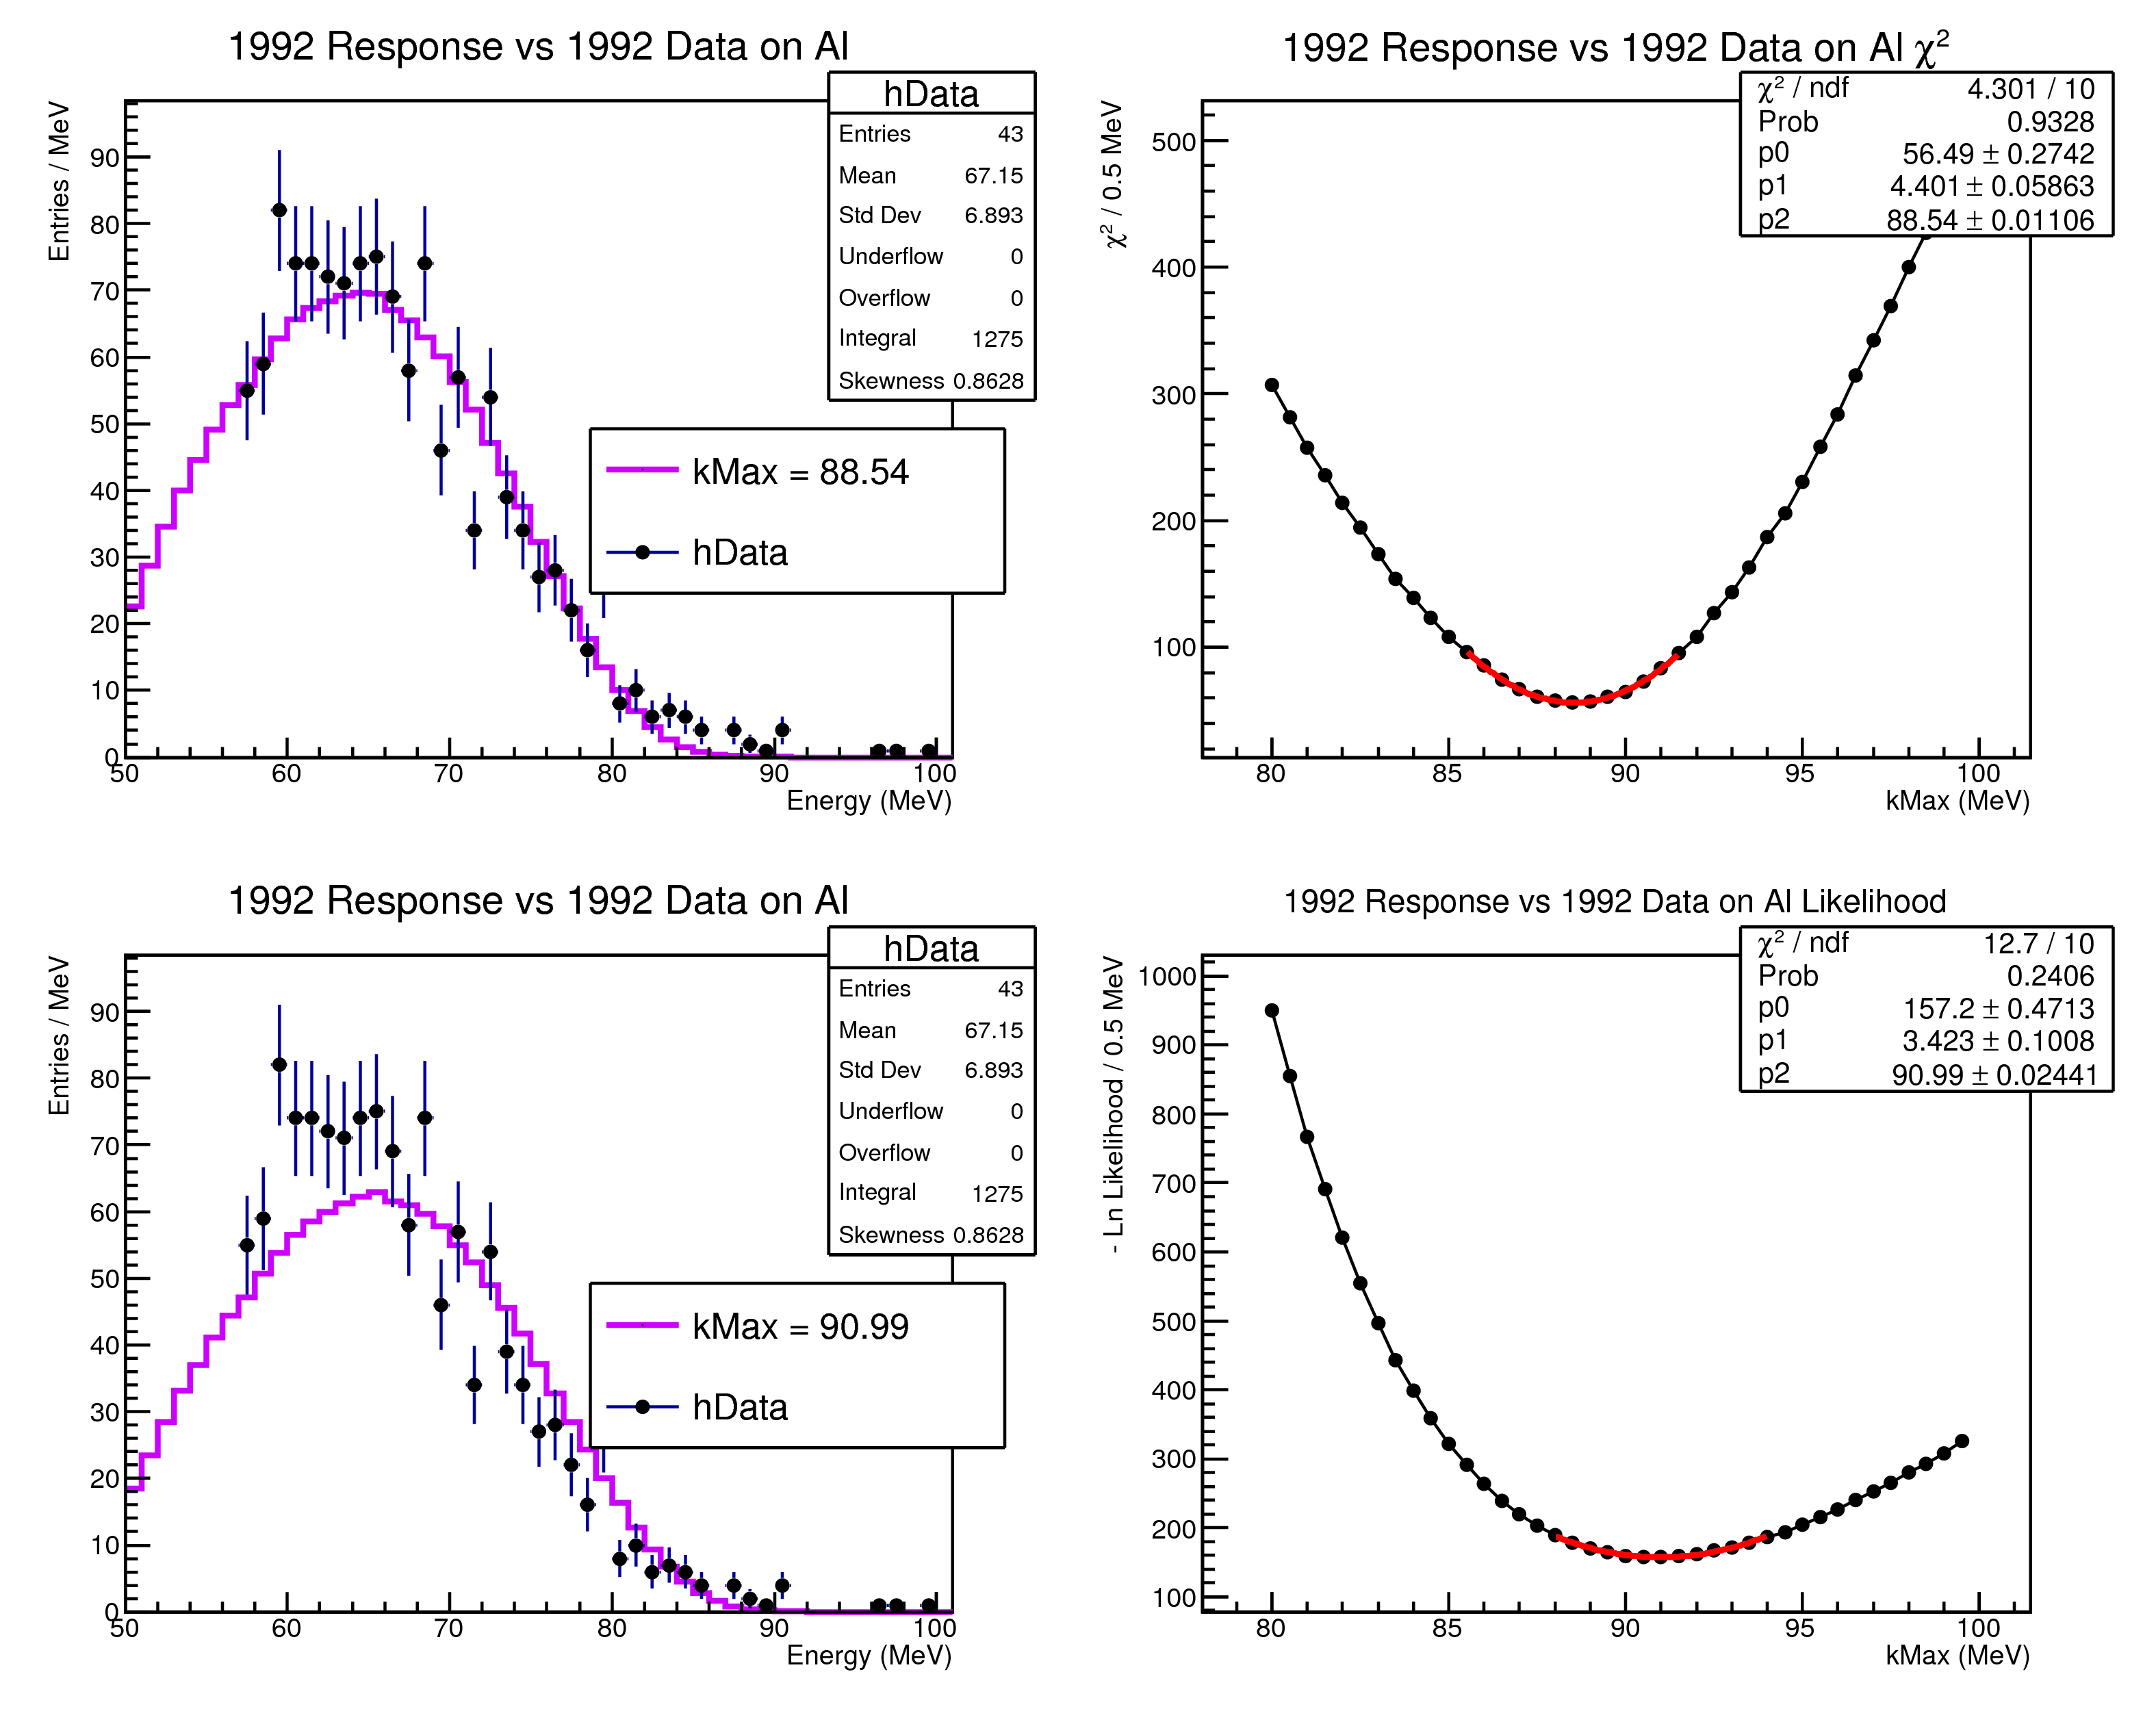 1992 Response vs 1992 Data on Al
hData
Entries 43
Mean 67.15
Std Dev 6.893
Underflow 0
Overflow 0
Integral 1275
Skewness 0.8628
kMax = 88.54
hData
Entries / MeV
90
80
70
60
50
40
30
20
10
0
50 60 70 80 90 100
Energy (MeV)
1992 Response vs 1992 Data on Al χ²
χ² / ndf 4.301 / 10
Prob 0.9328
p0 56.49 ± 0.2742
p1 4.401 ± 0.05863
p2 88.54 ± 0.01106
χ² / 0.5 MeV
500
400
300
200
100
80 85 90 95 100
kMax (MeV)
1992 Response vs 1992 Data on Al
hData
Entries 43
Mean 67.15
Std Dev 6.893
Underflow 0
Overflow 0
Integral 1275
Skewness 0.8628
kMax = 90.99
hData
Entries / MeV
90
80
70
60
50
40
30
20
10
0
50 60 70 80 90 100
Energy (MeV)
1992 Response vs 1992 Data on Al Likelihood
χ² / ndf 12.7 / 10
Prob 0.2406
p0 157.2 ± 0.4713
p1 3.423 ± 0.1008
p2 90.99 ± 0.02441
- Ln Likelihood / 0.5 MeV
1000
900
800
700
600
500
400
300
200
100
80 85 90 95 100
kMax (MeV)